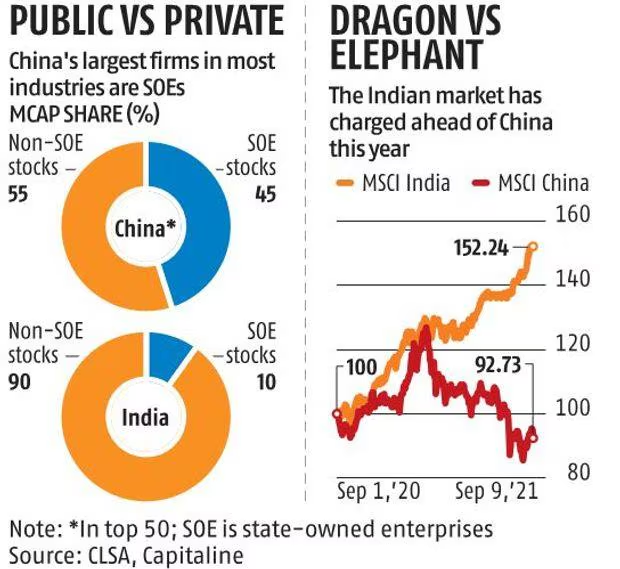 PUBLIC VS PRIVATE
China's largest firms in most
industries are SOEs
MCAP SHARE (%)
Non-SOE
stocks
55
SOE
stocks
45
China*
Non-SOE
stocks
90
SOE
stocks
10
India
DRAGON VS
ELEPHANT
The Indian market has
charged ahead of China
this year
MSCI India MSCI China
160
152.24
140
120
100 92.73
100
80
Sep 1,'20 Sep 9,'21
Note: *In top 50; SOE is state-owned enterprises
Source: CLSA, Capitaline